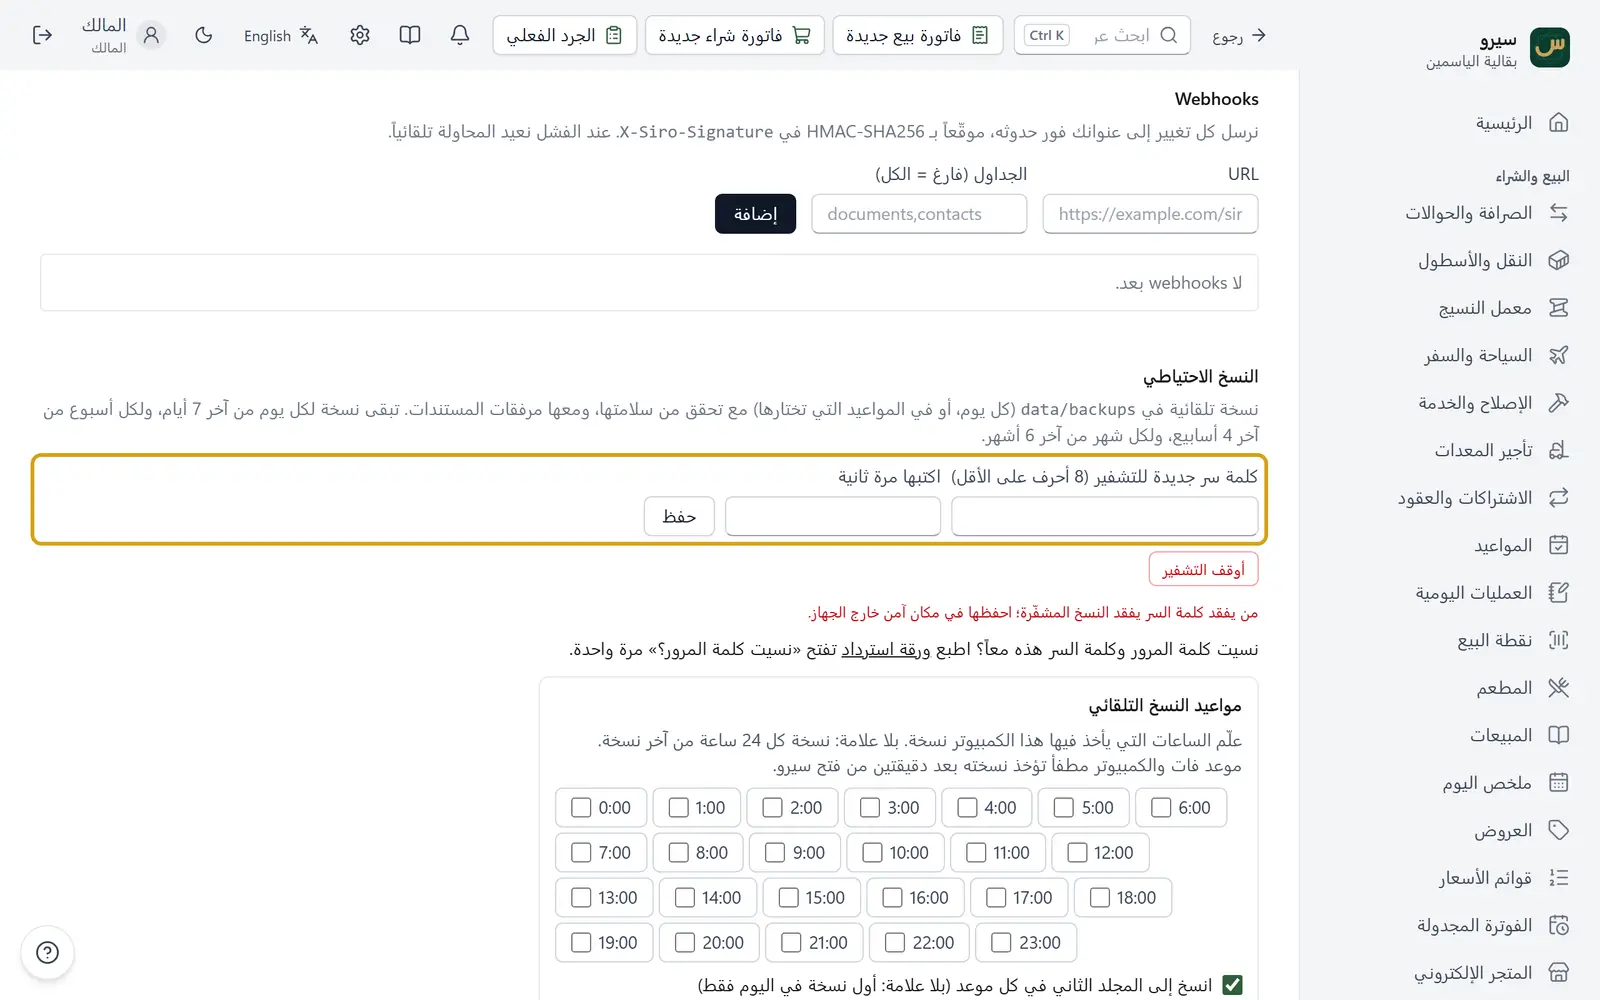 س
سيرو
بقالية الياسمين
رجوع
ابحث عر
Ctrl K
فاتورة بيع جديدة
فاتورة شراء جديدة
الجرد الفعلي
English
المالك
المالك
الرئيسية
البيع والشراء
الصرافة والحوالات
النقل والأسطول
معمل النسيج
السياحة والسفر
الإصلاح والخدمة
تأجير المعدات
الاشتراكات والعقود
المواعيد
العمليات اليومية
نقطة البيع
المطعم
المبيعات
ملخص اليوم
العروض
قوائم الأسعار
الفوترة المجدولة
المتجر الإلكتروني
Webhooks
نرسل كل تغيير إلى عنوانك فور حدوثه، موقّعاً بـ HMAC-SHA256 في X-Siro-Signature. عند الفشل نعيد المحاولة تلقائياً.
URL
الجداول (فارغ = الكل)
https://example.com/sir
documents,contacts
إضافة
لا webhooks بعد.
النسخ الاحتياطي
نسخة تلقائية في data/backups (كل يوم، أو في المواعيد التي تختارها) مع تحقق من سلامتها، ومعها مرفقات المستندات. تبقى نسخة لكل يوم من آخر 7 أيام، ولكل أسبوع من
آخر 4 أسابيع، ولكل شهر من آخر 6 أشهر.
كلمة سر جديدة للتشفير (8 أحرف على الأقل)
اكتبها مرة ثانية
حفظ
أوقف التشفير
من يفقد كلمة السر يفقد النسخ المشفّرة؛ احفظها في مكان آمن خارج الجهاز.
نسيت كلمة المرور وكلمة السر هذه معاً؟ اطبع ورقة استرداد تفتح «نسيت كلمة المرور؟» مرة واحدة.
مواعيد النسخ التلقائي
علّم الساعات التي يأخذ فيها هذا الكمبيوتر نسخة. بلا علامة: نسخة كل 24 ساعة من آخر نسخة.
موعد فات والكمبيوتر مطفأ تؤخذ نسخته بعد دقيقتين من فتح سيرو.
0:00 1:00 2:00 3:00 4:00 5:00 6:00
7:00 8:00 9:00 10:00 11:00 12:00
13:00 14:00 15:00 16:00 17:00 18:00
19:00 20:00 21:00 22:00 23:00
انسخ إلى المجلد الثاني في كل موعد (بلا علامة: أول نسخة في اليوم فقط)